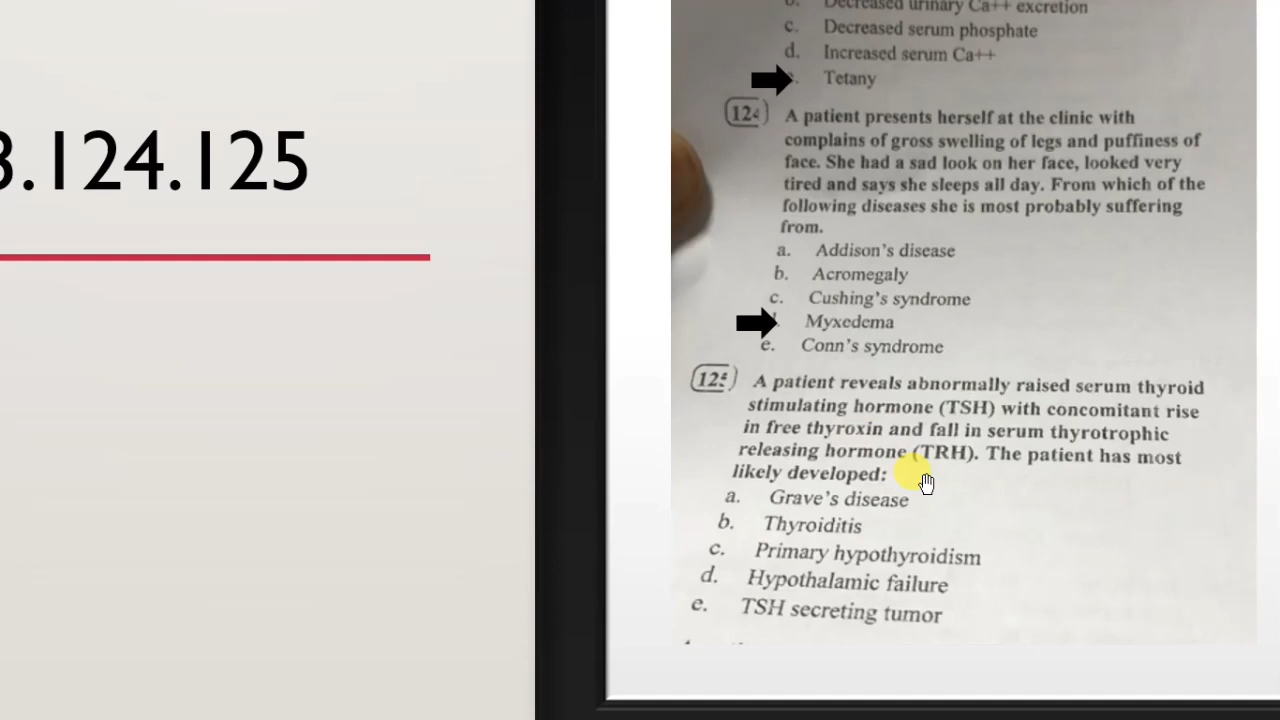 3.124.125
b. Decreased urinary Ca++ excretion
c. Decreased serum phosphate
d. Increased serum Ca++
Tetany
124 A patient presents herself at the clinic with
complains of gross swelling of legs and puffiness of
face. She had a sad look on her face, looked very
tired and says she sleeps all day. From which of the
following diseases she is most probably suffering
from.
a. Addison's disease
b. Acromegaly
c. Cushing's syndrome
Myxedema
e. Conn's syndrome
125 A patient reveals abnormally raised serum thyroid
stimulating hormone (TSH) with concomitant rise
in free thyroxin and fall in serum thyrotrophic
releasing hormone (TRH). The patient has most
likely developed:
a. Grave's disease
b. Thyroiditis
c. Primary hypothyroidism
d. Hypothalamic failure
e. TSH secreting tumor